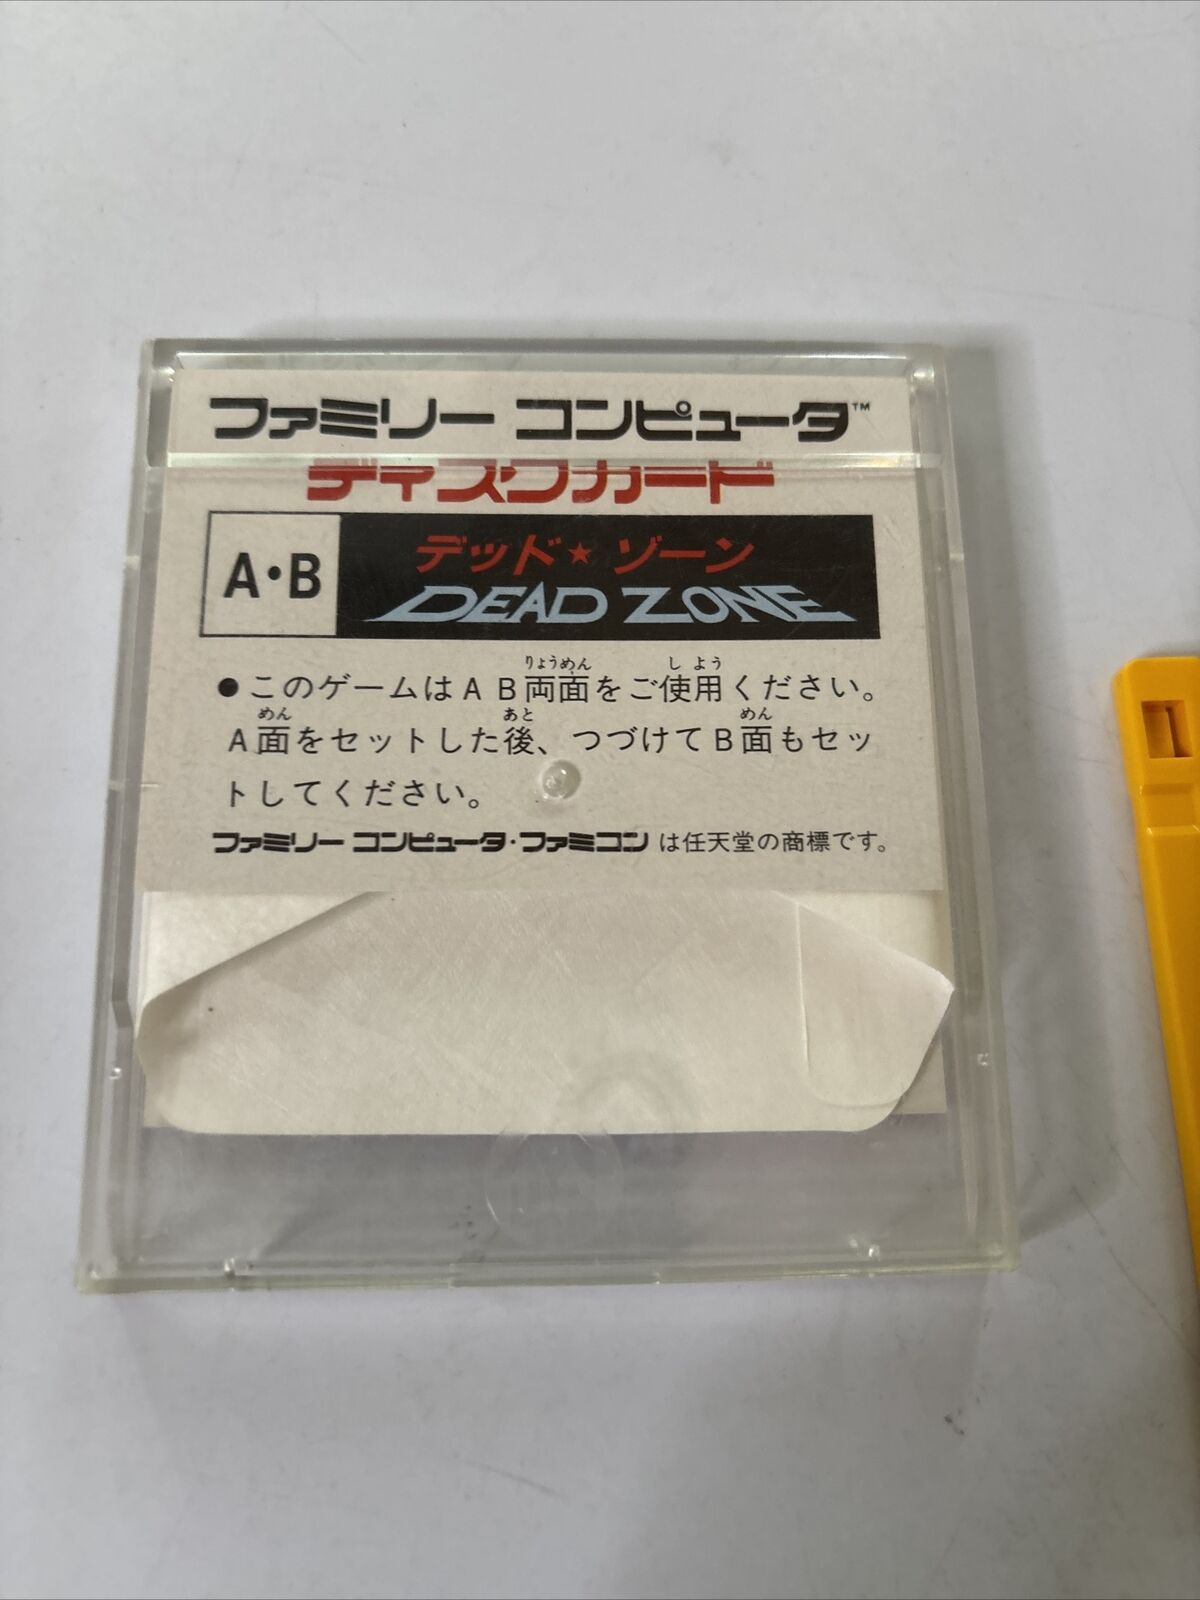 ファミリー コンピュータ™
ディスクカード
A・B
デッド★ゾーン
DEAD ZONE
りょうめん しよう
●このゲームはAB両面をご使用ください。
めん あと めん
A面をセットした後、つづけてB面もセッ
トしてください。
ファミリー コンピュータ・ファミコン は任天堂の商標です。